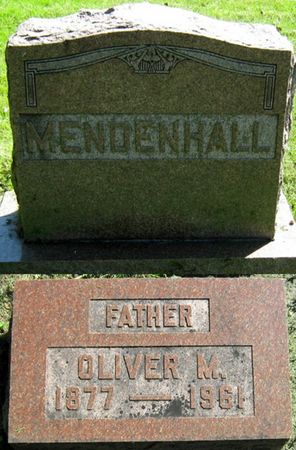 MENDENHALL
FATHER
OLIVER M.
1877 — 1961